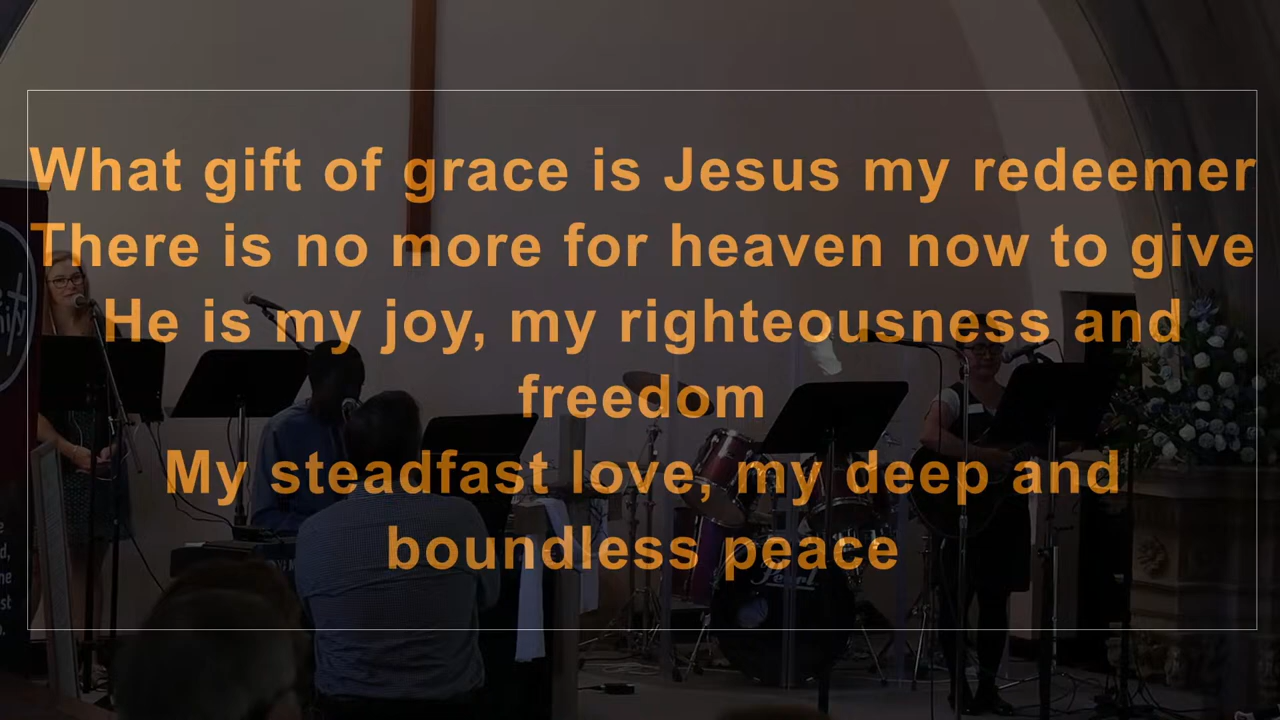 What gift of grace is Jesus my redeemer
There is no more for heaven now to give
He is my joy, my righteousness and
freedom
My steadfast love, my deep and
boundless peace
Pearl